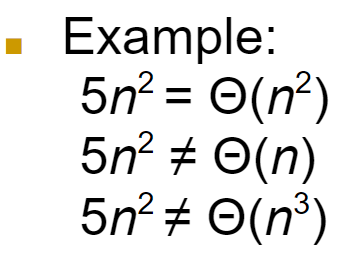 Example:
5n² = Θ(n²)
5n² ≠ Θ(n)
5n² ≠ Θ(n³)